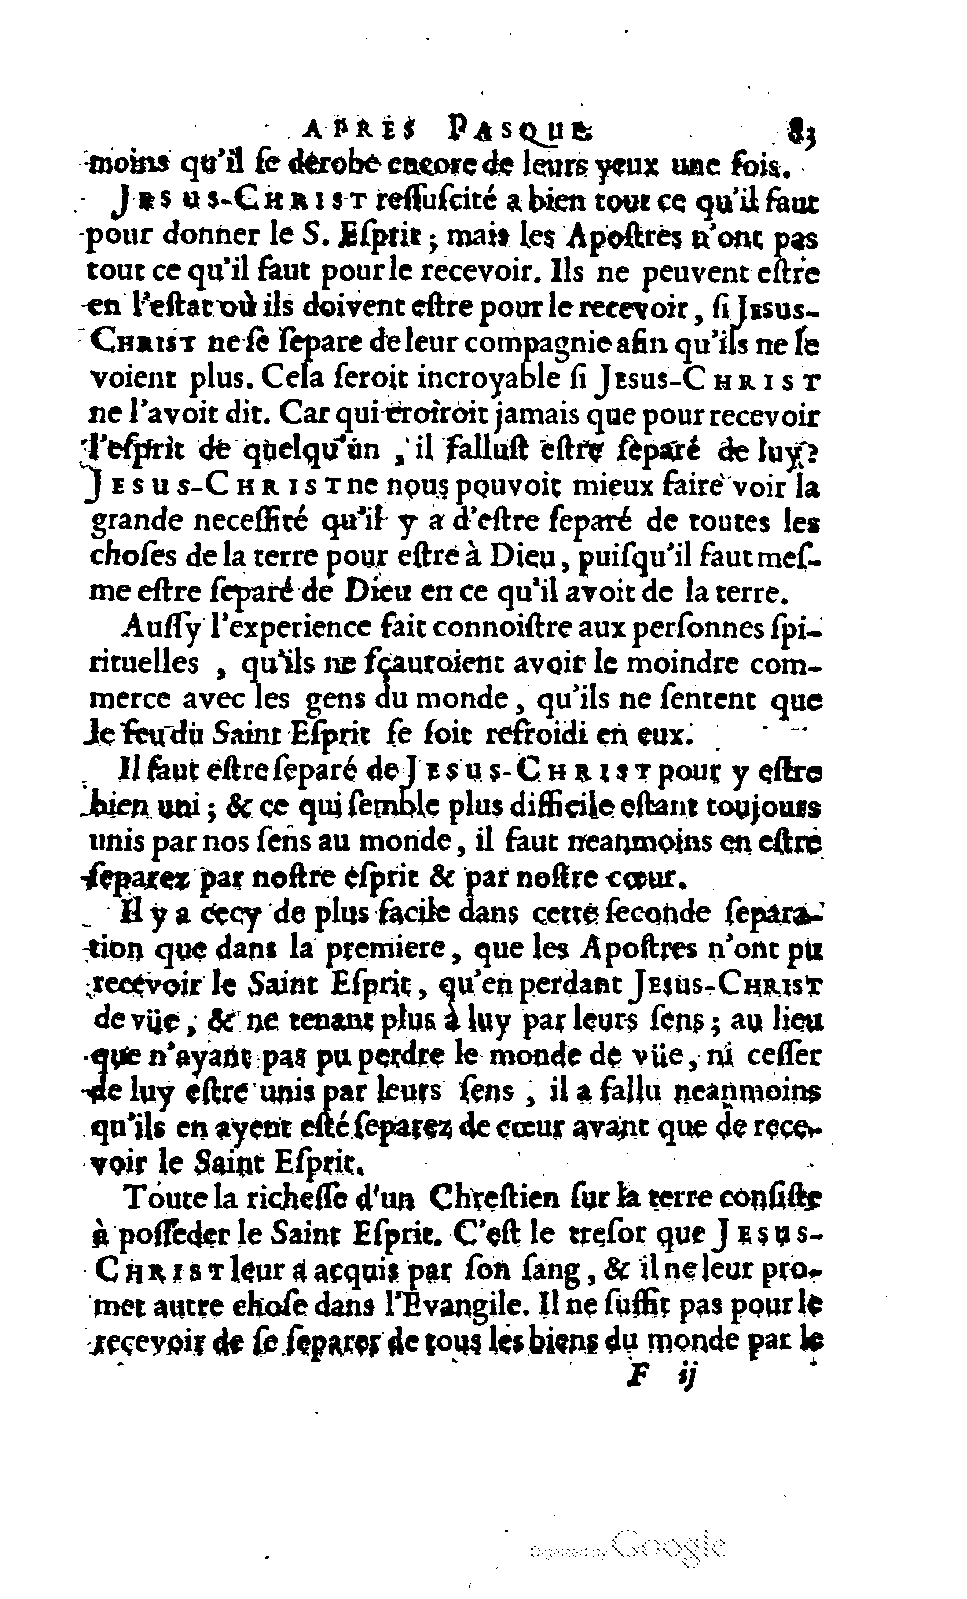 APRES PASQUE. 83
moins qu'il ſe dérobe encore de leurs yeux une fois.
JESUS-CHRIST reſſuſcité a bien tout ce qu'il faut
pour donner le S. Eſprit ; mais les Apoſtres n'ont pas
tout ce qu'il faut pour le recevoir. Ils ne peuvent eſtre
en l'eſtat où ils doivent eſtre pour le recevoir, ſi JESUS-
CHRIST ne ſe ſepare de leur compagnie afin qu'ils ne le
voient plus. Cela ſeroit incroyable ſi JESUS-CHRIST
ne l'avoit dit. Car qui croiroit jamais que pour recevoir
l'eſprit de quelqu'un , il falluſt eſtre ſeparé de luy?
JESUS-CHRIST ne nous pouvoit mieux faire voir la
grande neceſſité qu'il y a d'eſtre ſeparé de toutes les
choſes de la terre pour eſtre à Dieu, puiſqu'il faut meſ-
me eſtre ſeparé de Dieu en ce qu'il avoit de la terre.
Auſſy l'experience fait connoiſtre aux perſonnes ſpi-
rituelles , qu'ils ne ſçauroient avoir le moindre com-
merce avec les gens du monde, qu'ils ne ſentent que
le feu du Saint Eſprit ſe ſoit refroidi en eux.
Il faut eſtre ſeparé de JESUS-CHRIST pour y eſtre
bien uni ; & ce qui ſemble plus difficile eſtant toujours
unis par nos ſens au monde, il faut neanmoins en eſtre
ſeparez par noſtre eſprit & par noſtre cœur.
Il y a cecy de plus facile dans cette ſeconde ſepara-
tion que dans la premiere, que les Apoſtres n'ont pu
recevoir le Saint Eſprit, qu'en perdant JESUS-CHRIST
de vüe, & ne tenant plus à luy par leurs ſens ; au lieu
que n'ayant pas pu perdre le monde de vüe, ni ceſſer
de luy eſtre unis par leurs ſens , il a fallu neanmoins
qu'ils en ayent eſté ſeparez de cœur avant que de rece-
voir le Saint Eſprit.
Toute la richeſſe d'un Chreſtien ſur la terre conſiſte
à poſſeder le Saint Eſprit. C'eſt le treſor que JESUS-
CHRIST leur a acquis par ſon ſang, & il ne leur pro-
met autre choſe dans l'Evangile. Il ne ſuffit pas pour le
recevoir de ſe ſeparer de tous les biens du monde par le
F ij
Digitized by Google